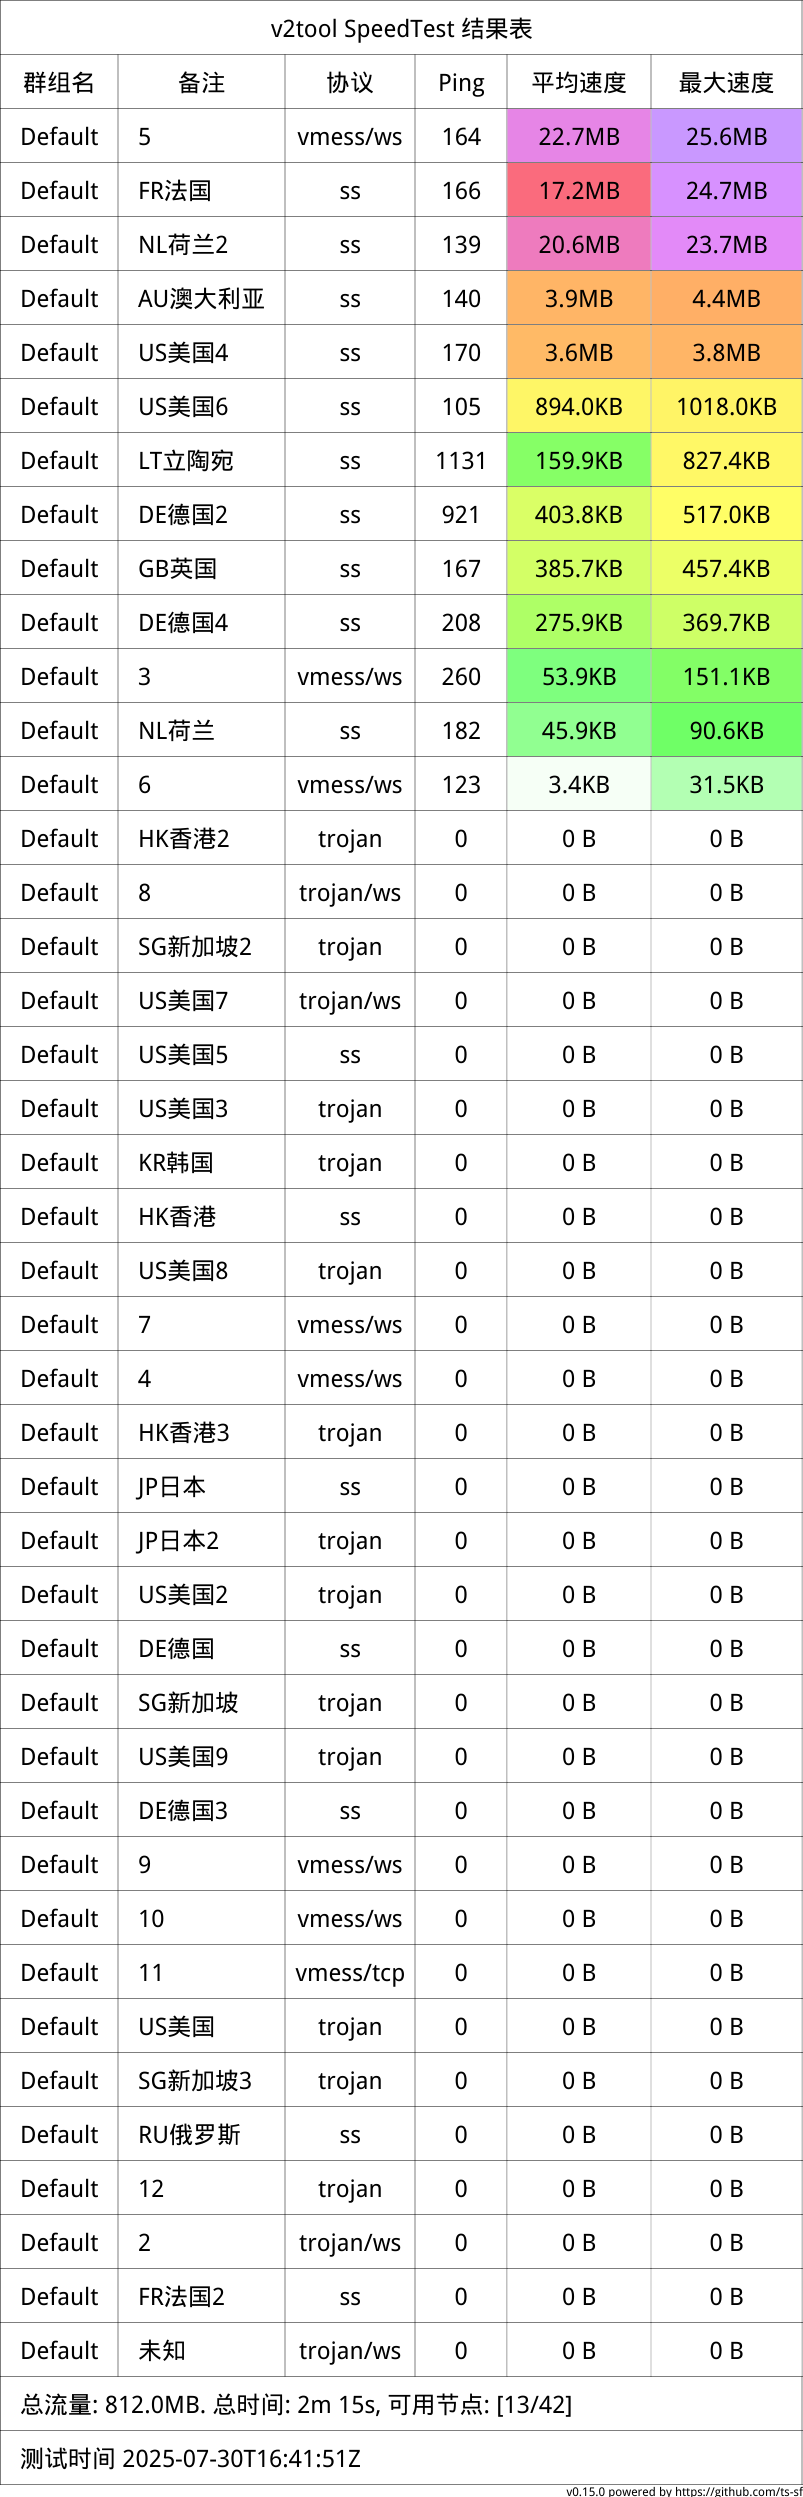 v2tool SpeedTest 结果表
群组名 备注 协议 Ping 平均速度 最大速度
Default 5 vmess/ws 164 22.7MB 25.6MB
Default FR法国 ss 166 17.2MB 24.7MB
Default NL荷兰2 ss 139 20.6MB 23.7MB
Default AU澳大利亚 ss 140 3.9MB 4.4MB
Default US美国4 ss 170 3.6MB 3.8MB
Default US美国6 ss 105 894.0KB 1018.0KB
Default LT立陶宛 ss 1131 159.9KB 827.4KB
Default DE德国2 ss 921 403.8KB 517.0KB
Default GB英国 ss 167 385.7KB 457.4KB
Default DE德国4 ss 208 275.9KB 369.7KB
Default 3 vmess/ws 260 53.9KB 151.1KB
Default NL荷兰 ss 182 45.9KB 90.6KB
Default 6 vmess/ws 123 3.4KB 31.5KB
Default HK香港2 trojan 0 0 B 0 B
Default 8 trojan/ws 0 0 B 0 B
Default SG新加坡2 trojan 0 0 B 0 B
Default US美国7 trojan/ws 0 0 B 0 B
Default US美国5 ss 0 0 B 0 B
Default US美国3 trojan 0 0 B 0 B
Default KR韩国 trojan 0 0 B 0 B
Default HK香港 ss 0 0 B 0 B
Default US美国8 trojan 0 0 B 0 B
Default 7 vmess/ws 0 0 B 0 B
Default 4 vmess/ws 0 0 B 0 B
Default HK香港3 trojan 0 0 B 0 B
Default JP日本 ss 0 0 B 0 B
Default JP日本2 trojan 0 0 B 0 B
Default US美国2 trojan 0 0 B 0 B
Default DE德国 ss 0 0 B 0 B
Default SG新加坡 trojan 0 0 B 0 B
Default US美国9 trojan 0 0 B 0 B
Default DE德国3 ss 0 0 B 0 B
Default 9 vmess/ws 0 0 B 0 B
Default 10 vmess/ws 0 0 B 0 B
Default 11 vmess/tcp 0 0 B 0 B
Default US美国 trojan 0 0 B 0 B
Default SG新加坡3 trojan 0 0 B 0 B
Default RU俄罗斯 ss 0 0 B 0 B
Default 12 trojan 0 0 B 0 B
Default 2 trojan/ws 0 0 B 0 B
Default FR法国2 ss 0 0 B 0 B
Default 未知 trojan/ws 0 0 B 0 B
总流量: 812.0MB. 总时间: 2m 15s, 可用节点: [13/42]
测试时间 2025-07-30T16:41:51Z
v0.15.0 powered by https://github.com/ts-sf